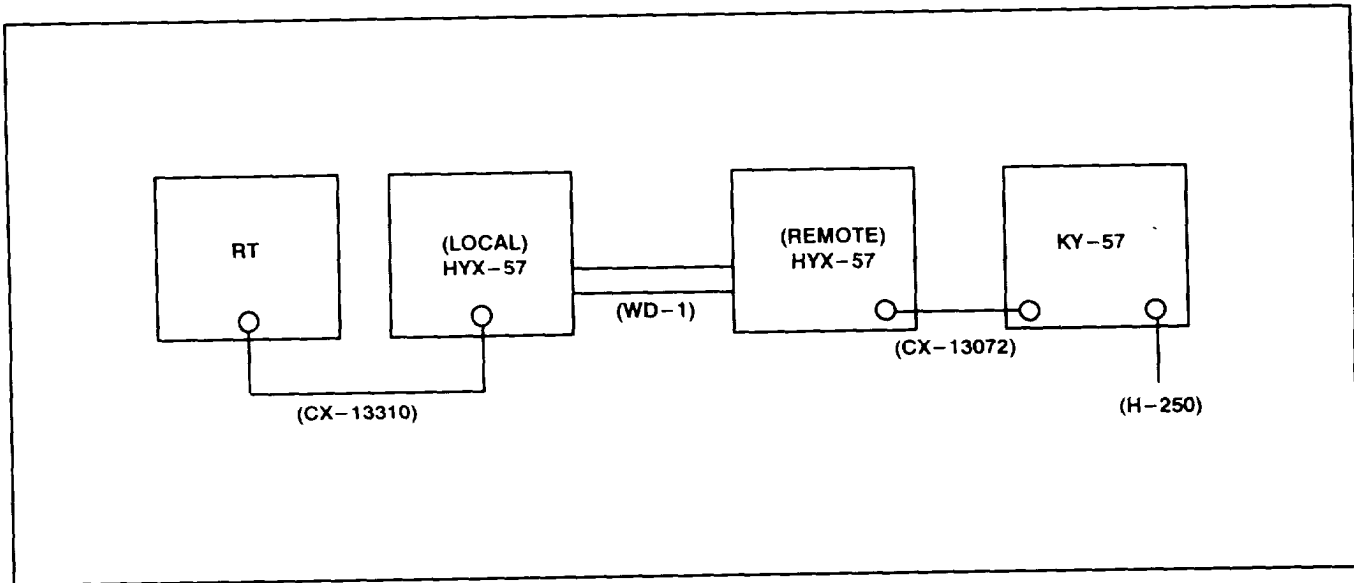 RT
(LOCAL)
HYX-57
(REMOTE)
HYX-57
KY-57
(WD-1)
(CX-13072)
(CX-13310)
(H-250)